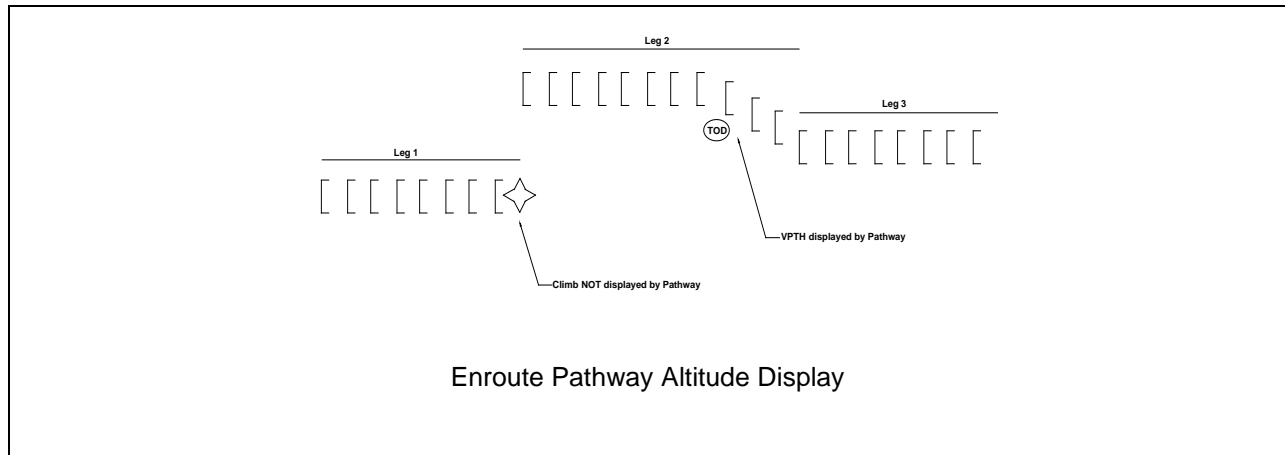 Leg 2
Leg 3
TOD
Leg 1
VPTH displayed by Pathway
Climb NOT displayed by Pathway
Enroute Pathway Altitude Display